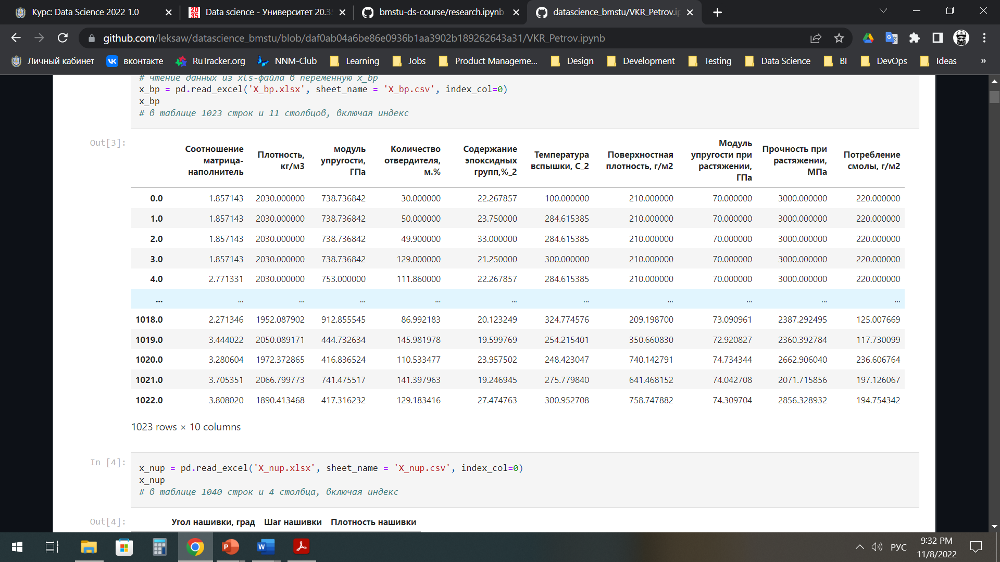 Курс: Data Science 2022 1.0
Data science - Университет 20.35
bmstu-ds-course/research.ipynb
datascience_bmstu/VKR_Petrov.ip
github.com/leksaw/datascience_bmstu/blob/daf0ab04a6be86e0936b1aa3902b189262643a31/VKR_Petrov.ipynb
Личный кабинет вконтакте RuTracker.org NNM-Club Learning Jobs Product Manageme... Design Development Testing Data Science BI DevOps Ideas »
# чтение данных из xls-файла в переменную x_bp
x_bp = pd.read_excel('X_bp.xlsx', sheet_name = 'X_bp.csv', index_col=0)
x_bp
# в таблице 1023 строк и 11 столбцов, включая индекс
Out[3]:
Соотношение матрица-наполнитель Плотность, кг/м3 модуль упругости, ГПа Количество отвердителя, м.% Содержание эпоксидных групп,%_2 Температура вспышки, С_2 Поверхностная плотность, г/м2 Модуль упругости при растяжении, ГПа Прочность при растяжении, МПа Потребление смолы, г/м2
0.0 1.857143 2030.000000 738.736842 30.000000 22.267857 100.000000 210.000000 70.000000 3000.000000 220.000000
1.0 1.857143 2030.000000 738.736842 50.000000 23.750000 284.615385 210.000000 70.000000 3000.000000 220.000000
2.0 1.857143 2030.000000 738.736842 49.900000 33.000000 284.615385 210.000000 70.000000 3000.000000 220.000000
3.0 1.857143 2030.000000 738.736842 129.000000 21.250000 300.000000 210.000000 70.000000 3000.000000 220.000000
4.0 2.771331 2030.000000 753.000000 111.860000 22.267857 284.615385 210.000000 70.000000 3000.000000 220.000000
... ... ... ... ... ... ... ... ... ... ...
1018.0 2.271346 1952.087902 912.855545 86.992183 20.123249 324.774576 209.198700 73.090961 2387.292495 125.007669
1019.0 3.444022 2050.089171 444.732634 145.981978 19.599769 254.215401 350.660830 72.920827 2360.392784 117.730099
1020.0 3.280604 1972.372865 416.836524 110.533477 23.957502 248.423047 740.142791 74.734344 2662.906040 236.606764
1021.0 3.705351 2066.799773 741.475517 141.397963 19.246945 275.779840 641.468152 74.042708 2071.715856 197.126067
1022.0 3.808020 1890.413468 417.316232 129.183416 27.474763 300.952708 758.747882 74.309704 2856.328932 194.754342
1023 rows × 10 columns
In [4]:
x_nup = pd.read_excel('X_nup.xlsx', sheet_name = 'X_nup.csv', index_col=0)
x_nup
# в таблице 1040 строк и 4 столбца, включая индекс
Out[4]:
Угол нашивки, град Шаг нашивки Плотность нашивки
РУС
9:32 PM
11/8/2022